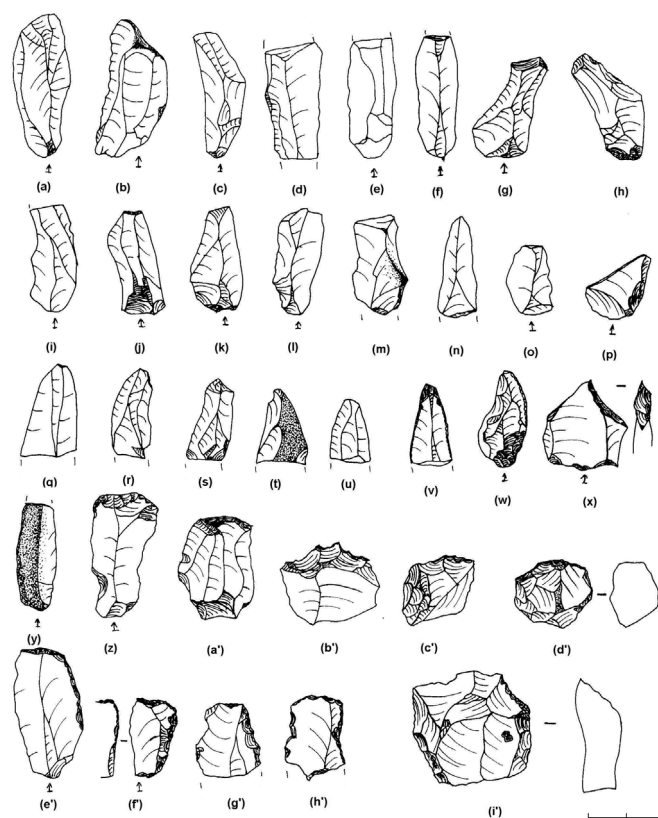 (a) (b) (c) (d) (e) (f) (g) (h)
(i) (j) (k) (l) (m) (n) (o) (p)
(q) (r) (s) (t) (u) (v) (w) (x)
(y) (z) (a') (b') (c') (d')
(e') (f') (g') (h') (i')